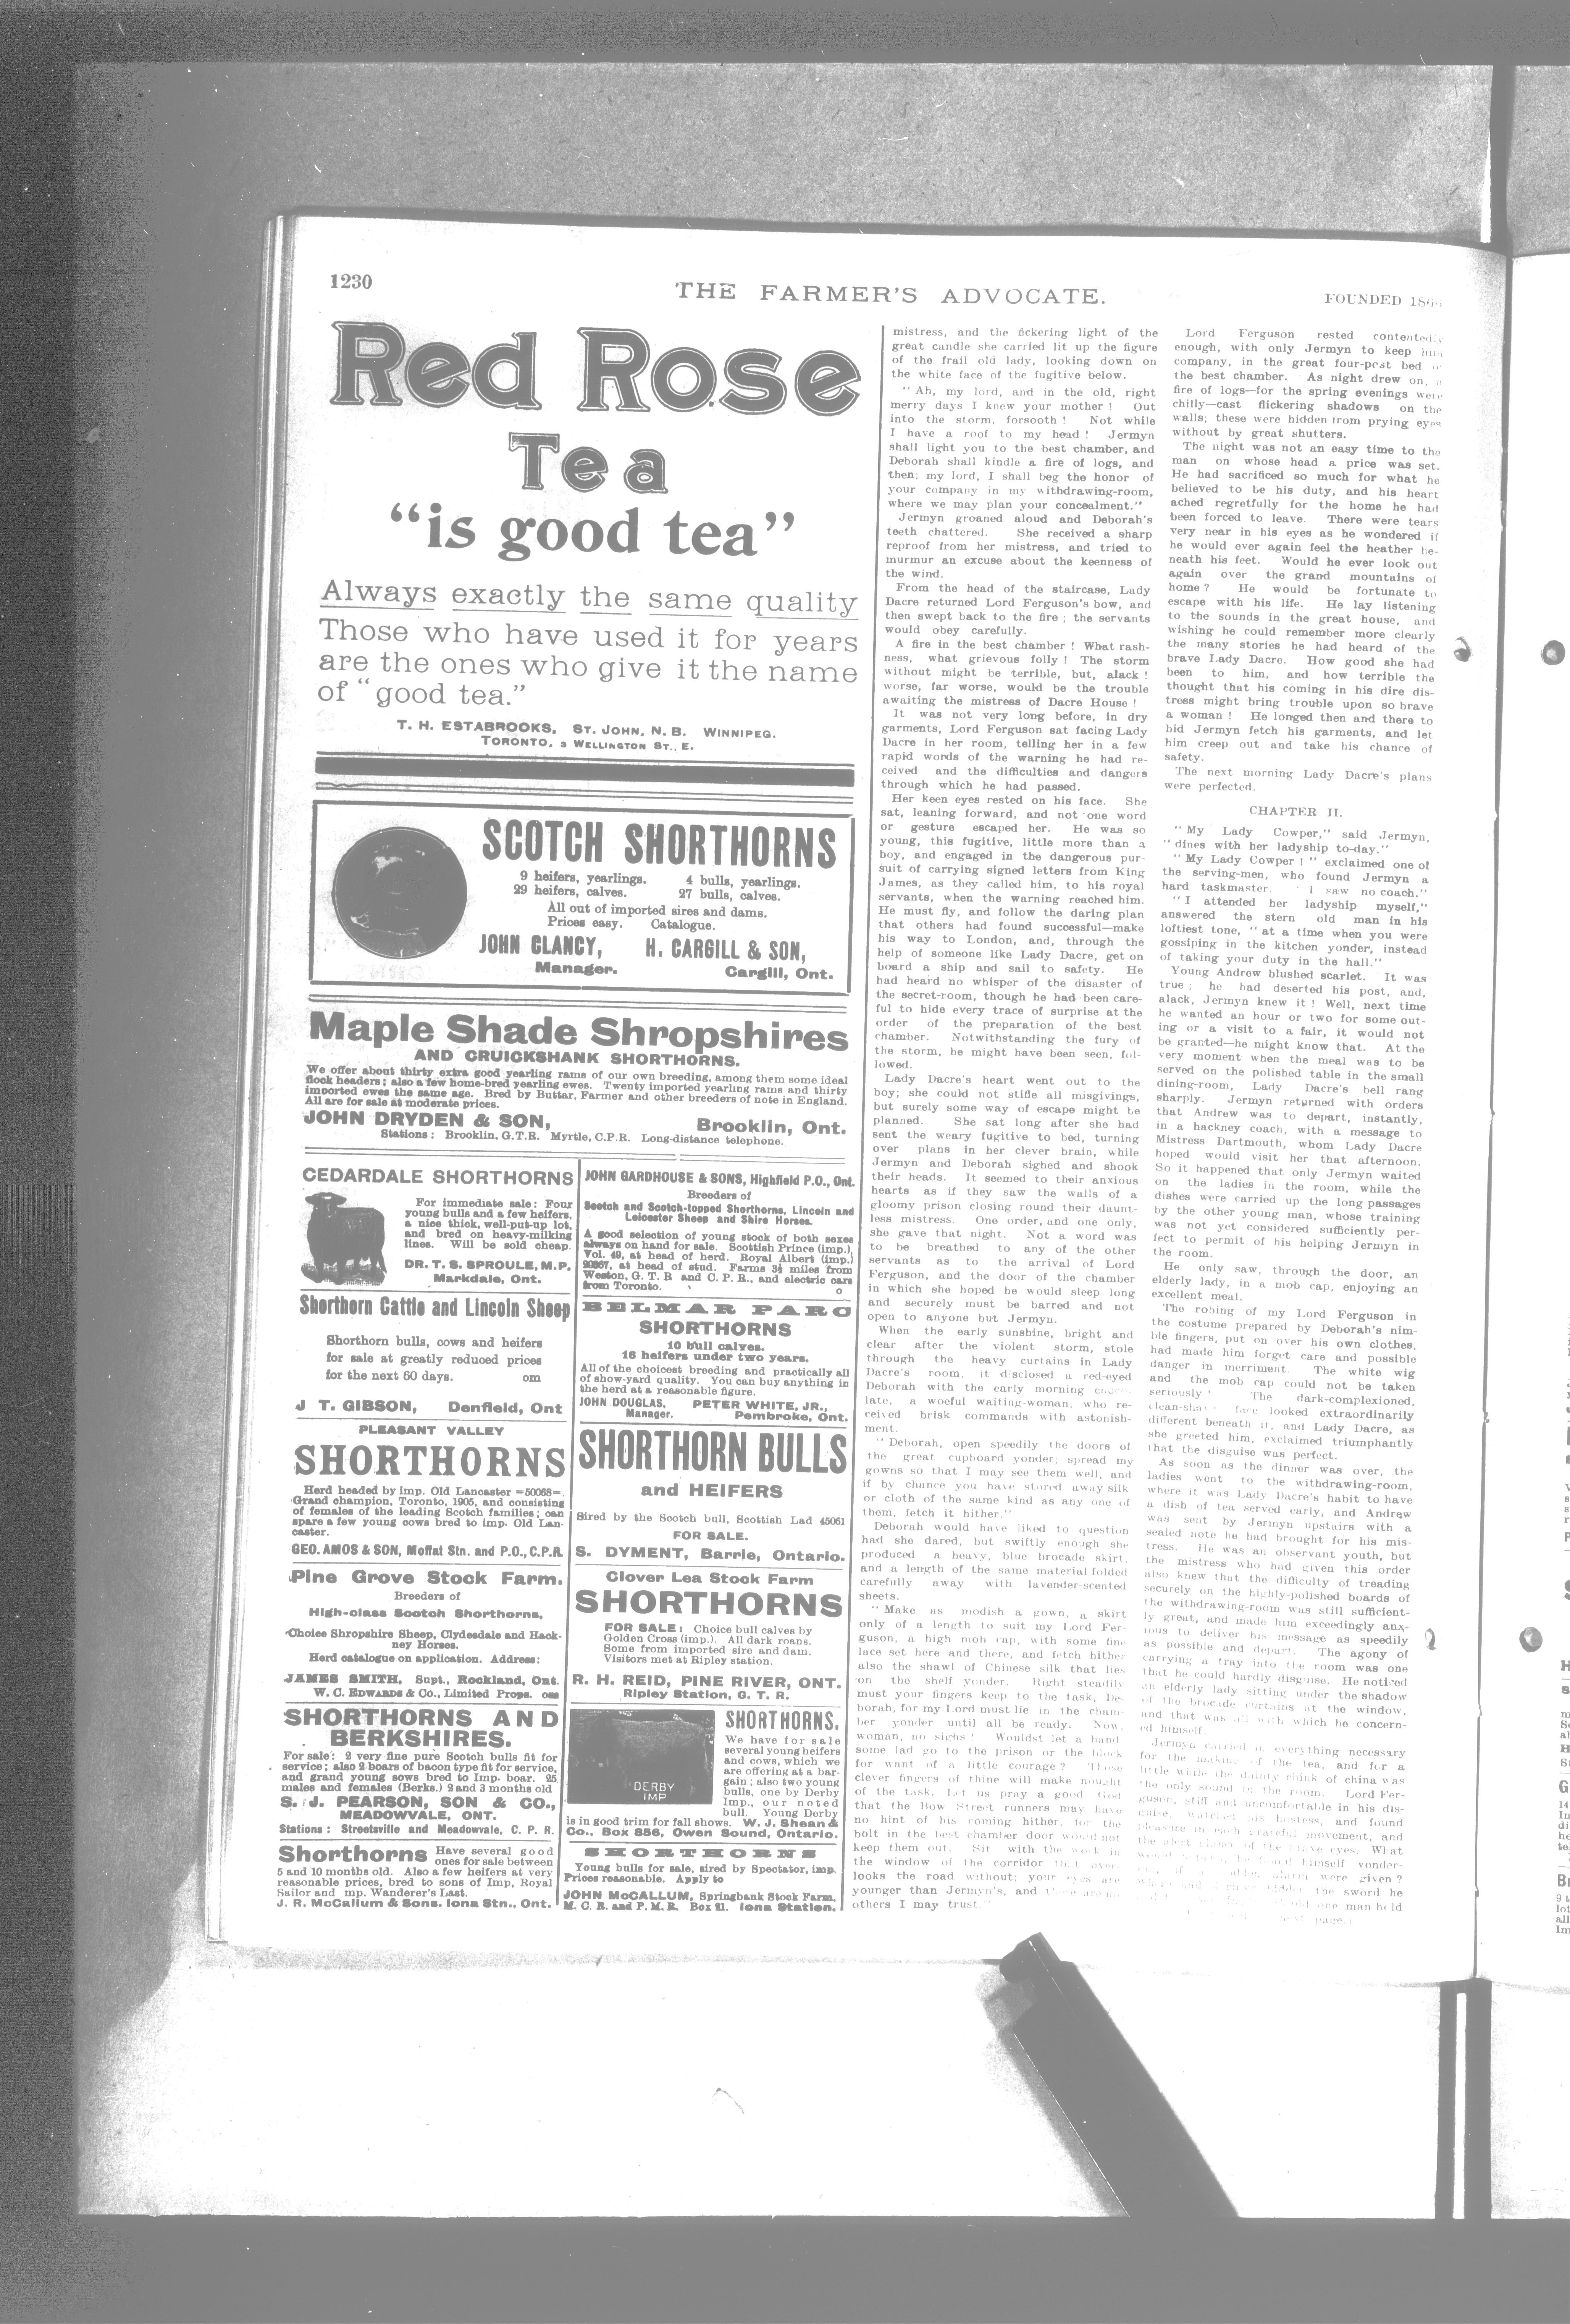 1230
THE FARMER'S ADVOCATE.
FOUNDED 1866
Red Rose
Tea
"is good tea"
Always exactly the same quality
Those who have used it for years
are the ones who give it the name
of "good tea."
T. H. ESTABROOKS, ST. JOHN, N. B. WINNIPEG.
TORONTO, 3 WELLINGTON ST., E.
SCOTCH SHORTHORNS
9 heifers, yearlings. 4 bulls, yearlings.
29 heifers, calves. 27 bulls, calves.
All out of imported sires and dams.
Prices easy. Catalogue.
JOHN CLANCY, H. CARGILL & SON,
Manager. Cargill, Ont.
Maple Shade Shropshires
AND CRUICKSHANK SHORTHORNS.
We offer about thirty extra good yearling rams of our own breeding, among them some ideal
flock headers; also a few home-bred yearling ewes. Twenty imported yearling rams and thirty
imported ewes the same age. Bred by Buttar, Farmer and other breeders of note in England.
All are for sale at moderate prices.
JOHN DRYDEN & SON, Brooklin, Ont.
Stations: Brooklin, G.T.R. Myrtle, C.P.R. Long-distance telephone.
CEDARDALE SHORTHORNS
For immediate sale: Four
young bulls and a few heifers,
a nice thick, well-put-up lot,
and bred on heavy-milking
lines. Will be sold cheap.
DR. T. S. SPROULE, M.P.
Markdale, Ont.
Shorthorn Cattle and Lincoln Sheep
Shorthorn bulls, cows and heifers
for sale at greatly reduced prices
for the next 60 days. om
J T. GIBSON, Denfield, Ont
PLEASANT VALLEY
SHORTHORNS
Herd headed by imp. Old Lancaster =50068=.
Grand champion, Toronto, 1905, and consisting
of females of the leading Scotch families; can
spare a few young cows bred to imp. Old Lan-
caster.
GEO. AMOS & SON, Moffat Stn. and P.O., C.P.R.
Pine Grove Stock Farm.
Breeders of
High-class Scotch Shorthorns,
Choice Shropshire Sheep, Clydesdale and Hack-
ney Horses.
Herd catalogue on application. Address:
JAMES SMITH, Supt., Rockland, Ont.
W. C. EDWARDS & Co., Limited Props. om
SHORTHORNS AND
BERKSHIRES.
For sale: 2 very fine pure Scotch bulls fit for
service; also 2 boars of bacon type fit for service,
and grand young sows bred to Imp. boar. 25
males and females (Berks.) 2 and 3 months old
S. J. PEARSON, SON & CO.,
MEADOWVALE, ONT.
Stations: Streetsville and Meadowvale, C. P. R.
Shorthorns Have several good
ones for sale between
5 and 10 months old. Also a few heifers at very
reasonable prices, bred to sons of Imp, Royal
Sailor and mp. Wanderer's Last.
J. R. McCallum & Sons. Iona Stn., Ont.
JOHN GARDHOUSE & SONS, Highfield P.O., Ont.
Breeders of
Scotch and Scotch-topped Shorthorns, Lincoln and
Leicester Sheep and Shire Horses.
A good selection of young stock of both sexes
always on hand for sale. Scottish Prince (imp.),
Vol. 49, at head of herd. Royal Albert (imp.)
20367, at head of stud. Farms 3½ miles from
Weston, G. T. R and C. P. R., and electric cars
from Toronto. o
BELMAR PARC
SHORTHORNS
10 bull calves.
16 heifers under two years.
All of the choicest breeding and practically all
of show-yard quality. You can buy anything in
the herd at a reasonable figure.
JOHN DOUGLAS, PETER WHITE, JR.,
Manager. Pembroke, Ont.
SHORTHORN BULLS
and HEIFERS
Sired by the Scotch bull, Scottish Lad 45061
FOR SALE.
S. DYMENT, Barrie, Ontario.
Clover Lea Stock Farm
SHORTHORNS
FOR SALE: Choice bull calves by
Golden Cross (imp.). All dark roans.
Some from imported sire and dam.
Visitors met at Ripley station.
R. H. REID, PINE RIVER, ONT.
Ripley Station, G. T. R.
DERBY
IMP
SHORTHORNS.
We have for sale
several young heifers
and cows, which we
are offering at a bar-
gain; also two young
bulls, one by Derby
Imp., our noted
bull. Young Derby
is in good trim for fall shows. W. J. Shean &
Co., Box 856, Owen Sound, Ontario.
SHORTHORNS
Young bulls for sale, sired by Spectator, imp.
Prices reasonable. Apply to
JOHN McCALLUM, Springbank Stock Farm,
M. C. R. and P. M. R. Box 21. Iona Station.
mistress, and the fickering light of the
great candle she carried lit up the figure
of the frail old lady, looking down on
the white face of the fugitive below.
"Ah, my lord, and in the old, right
merry days I knew your mother! Out
into the storm, forsooth! Not while
I have a roof to my head! Jermyn
shall light you to the best chamber, and
Deborah shall kindle a fire of logs, and
then; my lord, I shall beg the honor of
your company in my withdrawing-room,
where we may plan your concealment."
Jermyn groaned aloud and Deborah's
teeth chattered. She received a sharp
reproof from her mistress, and tried to
murmur an excuse about the keenness of
the wind.
From the head of the staircase, Lady
Dacre returned Lord Ferguson's bow, and
then swept back to the fire; the servants
would obey carefully.
A fire in the best chamber! What rash-
ness, what grievous folly! The storm
without might be terrible, but, alack!
worse, far worse, would be the trouble
awaiting the mistress of Dacre House!
It was not very long before, in dry
garments, Lord Ferguson sat facing Lady
Dacre in her room, telling her in a few
rapid words of the warning he had re-
ceived and the difficulties and dangers
through which he had passed.
Her keen eyes rested on his face. She
sat, leaning forward, and not one word
or gesture escaped her. He was so
young, this fugitive, little more than a
boy, and engaged in the dangerous pur-
suit of carrying signed letters from King
James, as they called him, to his royal
servants, when the warning reached him.
He must fly, and follow the daring plan
that others had found successful—make
his way to London, and, through the
help of someone like Lady Dacre, get on
board a ship and sail to safety. He
had heard no whisper of the disaster of
the secret-room, though he had been care-
ful to hide every trace of surprise at the
order of the preparation of the best
chamber. Notwithstanding the fury of
the storm, he might have been seen, fol-
lowed.
Lady Dacre's heart went out to the
boy; she could not stifle all misgivings,
but surely some way of escape might be
planned. She sat long after she had
sent the weary fugitive to bed, turning
over plans in her clever brain, while
Jermyn and Deborah sighed and shook
their heads. It seemed to their anxious
hearts as if they saw the walls of a
gloomy prison closing round their daunt-
less mistress. One order, and one only,
she gave that night. Not a word was
to be breathed to any of the other
servants as to the arrival of Lord
Ferguson, and the door of the chamber
in which she hoped he would sleep long
and securely must be barred and not
open to anyone but Jermyn.
When the early sunshine, bright and
clear after the violent storm, stole
through the heavy curtains in Lady
Dacre's room, it disclosed a red-eyed
Deborah with the early morning choco-
late, a woeful waiting-woman, who re-
ceived brisk commands with astonish-
ment.
"Deborah, open speedily the doors of
the great cupboard yonder; spread my
gowns so that I may see them well, and
if by chance you have stored away silk
or cloth of the same kind as any one of
them, fetch it hither."
Deborah would have liked to question
had she dared, but swiftly enough she
produced a heavy, blue brocade skirt,
and a length of the same material folded
carefully away with lavender-scented
sheets.
"Make as modish a gown, a skirt
only of a length to suit my Lord Fer-
guson, a high mob cap, with some fine
lace set here and there, and fetch hither
also the shawl of Chinese silk that lies
on the shelf yonder. Right steadily
must your fingers keep to the task, De-
borah, for my Lord must lie in the cham-
ber yonder until all be ready. Now,
woman, no sighs! Wouldst let a hand
some lad go to the prison or the block
for want of a little courage? Those
clever fingers of thine will make nought
of the task. Let us pray a good God
that the Bow Street runners may have
no hint of his coming hither, for the
bolt in the best chamber door would not
keep them out. Sit with the work in
the window of the corridor that over-
looks the road without; your eyes are
younger than Jermyn's, and there are no
others I may trust."
Lord Ferguson rested contentedly
enough, with only Jermyn to keep him
company, in the great four-post bed
the best chamber. As night drew on, a
fire of logs—for the spring evenings were
chilly—cast flickering shadows on the
walls; these were hidden from prying eyes
without by great shutters.
The night was not an easy time to the
man on whose head a price was set.
He had sacrificed so much for what he
believed to be his duty, and his heart
ached regretfully for the home he had
been forced to leave. There were tears
very near in his eyes as he wondered if
he would ever again feel the heather be-
neath his feet. Would he ever look out
again over the grand mountains of
home? He would be fortunate to
escape with his life. He lay listening
to the sounds in the great house, and
wishing he could remember more clearly
the many stories he had heard of the
brave Lady Dacre. How good she had
been to him, and how terrible the
thought that his coming in his dire dis-
tress might bring trouble upon so brave
a woman! He longed then and there to
bid Jermyn fetch his garments, and let
him creep out and take his chance of
safety.
The next morning Lady Dacre's plans
were perfected.
CHAPTER II.
"My Lady Cowper," said Jermyn,
"dines with her ladyship to-day."
"My Lady Cowper!" exclaimed one of
the serving-men, who found Jermyn a
hard taskmaster. "I saw no coach."
"I attended her ladyship myself,"
answered the stern old man in his
loftiest tone, "at a time when you were
gossiping in the kitchen yonder, instead
of taking your duty in the hall."
Young Andrew blushed scarlet. It was
true; he had deserted his post, and,
alack, Jermyn knew it! Well, next time
he wanted an hour or two for some out-
ing or a visit to a fair, it would not
be granted—he might know that. At the
very moment when the meal was to be
served on the polished table in the small
dining-room, Lady Dacre's bell rang
sharply. Jermyn returned with orders
that Andrew was to depart, instantly,
in a hackney coach, with a message to
Mistress Dartmouth, whom Lady Dacre
hoped would visit her that afternoon.
So it happened that only Jermyn waited
on the ladies in the room, while the
dishes were carried up the long passages
by the other young man, whose training
was not yet considered sufficiently per-
fect to permit of his helping Jermyn in
the room.
He only saw, through the door, an
elderly lady, in a mob cap, enjoying an
excellent meal.
The robing of my Lord Ferguson in
the costume prepared by Deborah's nim-
ble fingers, put on over his own clothes,
had made him forget care and possible
danger in merriment. The white wig
and the mob cap could not be taken
seriously! The dark-complexioned,
clean-shaven face looked extraordinarily
different beneath it, and Lady Dacre, as
she greeted him, exclaimed triumphantly
that the disguise was perfect.
As soon as the dinner was over, the
ladies went to the withdrawing-room,
where it was Lady Dacre's habit to have
a dish of tea served early, and Andrew
was sent by Jermyn upstairs with a
sealed note he had brought for his mis-
tress. He was an observant youth, but
the mistress who had given this order
also knew that the difficulty of treading
securely on the highly-polished boards of
the withdrawing-room was still sufficient-
ly great, and made him exceedingly anx-
ious to deliver his message as speedily
as possible and depart. The agony of
carrying a tray into the room was one
that he could hardly disguise. He noticed
an elderly lady sitting under the shadow
of the brocade curtains at the window,
and that was all with which he concern-
ed himself.
Jermyn carried in everything necessary
for the making of the tea, and for a
little while the dainty chink of china was
the only sound in the room. Lord Fer-
guson, stiff and uncomfortable in his dis-
guise, watched his hostess, and found
pleasure in each graceful movement, and
the alert glance of the brave eyes. What
would himself yonder-
were given?
hidden the sword he
one man held
next page.)